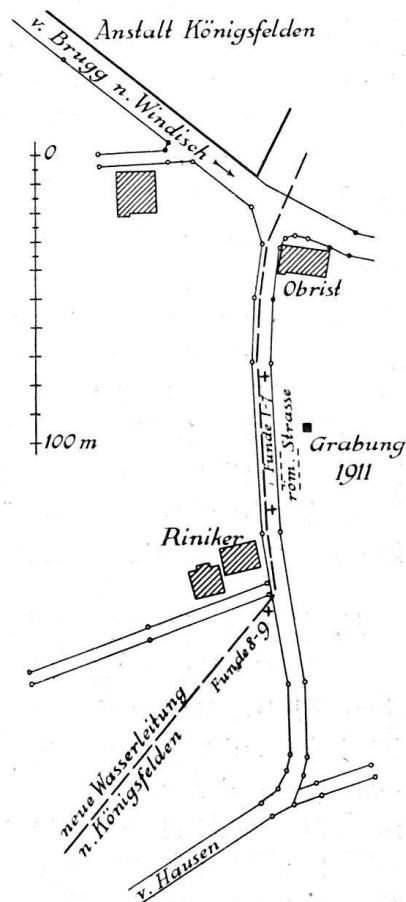 Anstalt Königsfelden
v. Brugg n. Windisch
0
Obrist
Funde 1-7
röm. Strasse
100 m
Grabung
1911
Riniker
Funde 8-9
neue Wasserleitung
n. Königsfelden
v. Hausen